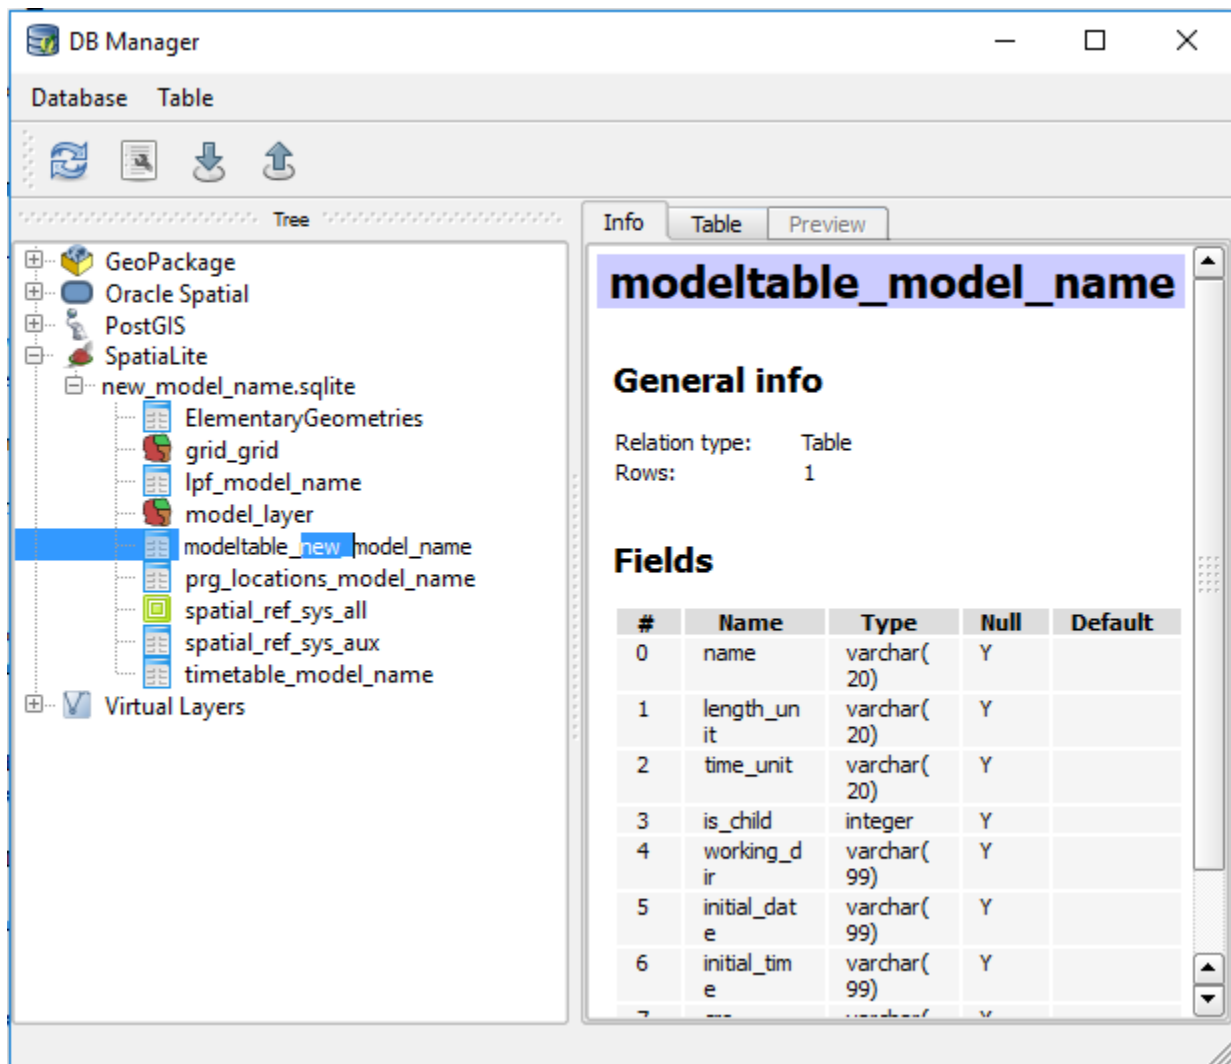 DB Manager
Database Table
Tree
GeoPackage
Oracle Spatial
PostGIS
SpatiaLite
new_model_name.sqlite
ElementaryGeometries
grid_grid
lpf_model_name
model_layer
modeltable_new_model_name
prg_locations_model_name
spatial_ref_sys_all
spatial_ref_sys_aux
timetable_model_name
Virtual Layers
Info Table Preview
modeltable_model_name
General info
Relation type: Table
Rows: 1
Fields
# Name Type Null Default
0 name varchar(
20)
Y
1 length_un
it
varchar(
20)
Y
2 time_unit varchar(
20)
Y
3 is_child integer Y
4 working_d
ir
varchar(
99)
Y
5 initial_dat
e
varchar(
99)
Y
6 initial_tim
e
varchar(
99)
Y